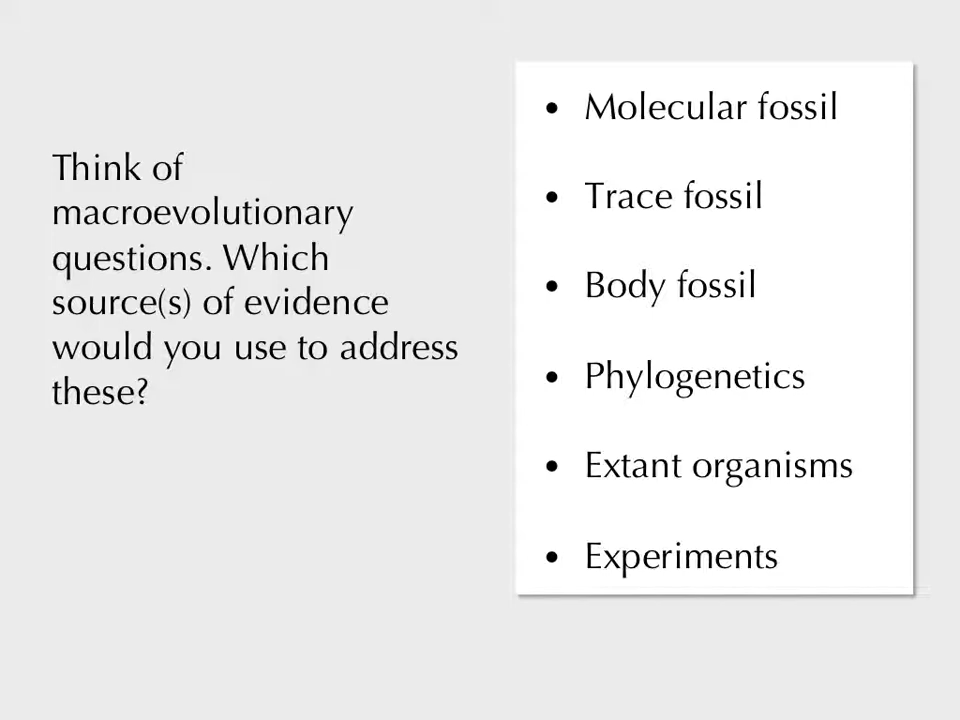 Think of
macroevolutionary
questions. Which
source(s) of evidence
would you use to address
these?
• Molecular fossil
• Trace fossil
• Body fossil
• Phylogenetics
• Extant organisms
• Experiments